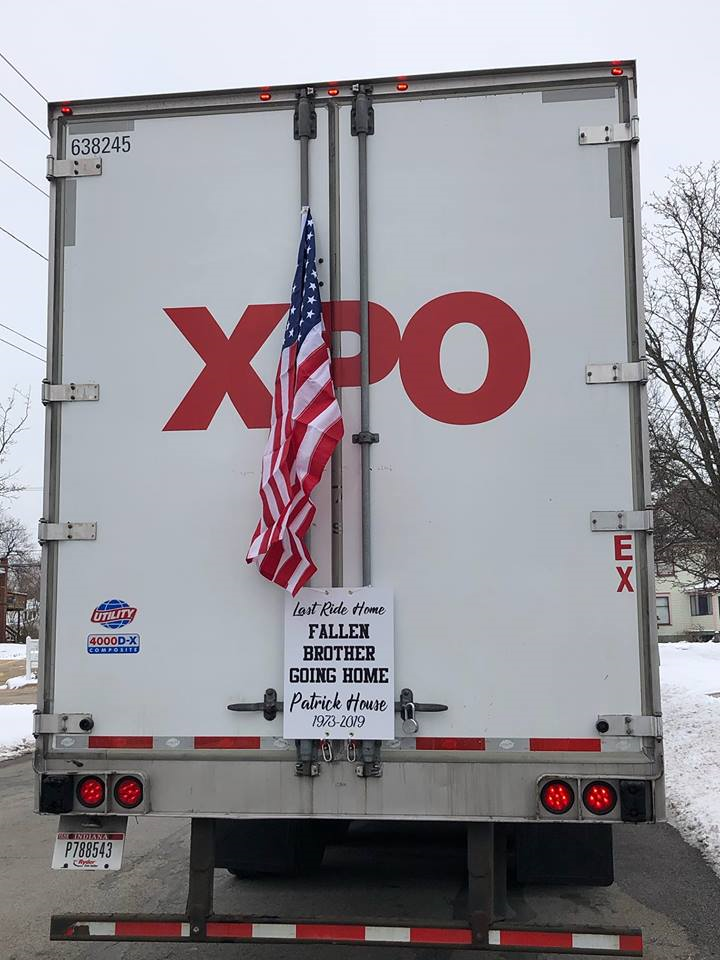 638245
XPO
EX
UTILITY
4000D-X
COMPOSITE
Last Ride Home
FALLEN
BROTHER
GOING HOME
Patrick House
1973-2019
INDIANA
P788543
Ryder